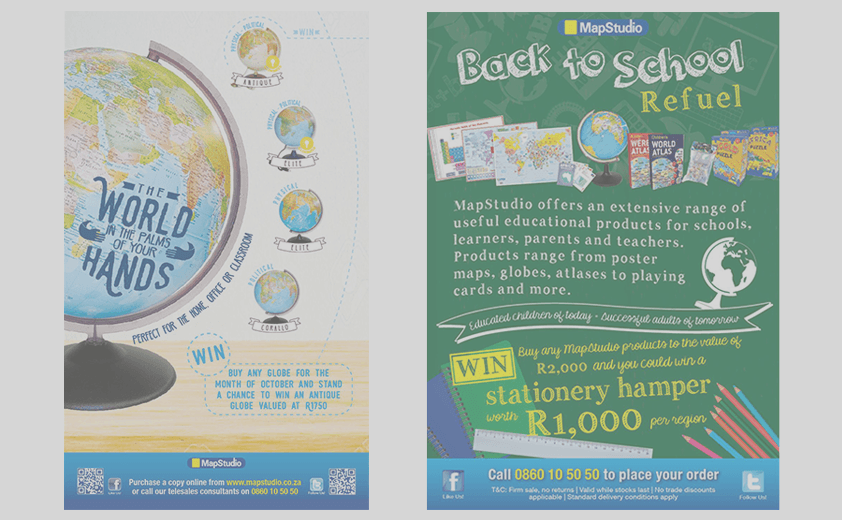 THE
WORLD
IN THE PALMS
OF YOUR
HANDS
PERFECT FOR THE HOME, OFFICE OR CLASSROOM
WIN
PHYSICAL POLITICAL
ANTIQUE
PHYSICAL POLITICAL
ELITE
PHYSICAL
ELITE
POLITICAL
CORALLO
WIN
BUY ANY GLOBE FOR THE
MONTH OF OCTOBER AND STAND
A CHANCE TO WIN AN ANTIQUE
GLOBE VALUED AT R1750
MapStudio
Like Us!
Purchase a copy online from www.mapstudio.co.za
or call our telesales consultants on 0860 10 50 50
Follow Us!
MapStudio
Back to School
Refuel
WORLD
ATLAS
PUZZLE
MapStudio offers an extensive range of
useful educational products for schools,
learners, parents and teachers.
Products range from poster
maps, globes, atlases to playing
cards and more.
Educated children of today - Successful adults of tomorrow
WIN
Buy any MapStudio products to the value of
R2,000 and you could win a
stationery hamper
worth R1,000 per region
Call 0860 10 50 50 to place your order
T&C: Firm sale, no returns | Valid while stocks last | No trade discounts
applicable | Standard delivery conditions apply
Like Us!
Follow Us!